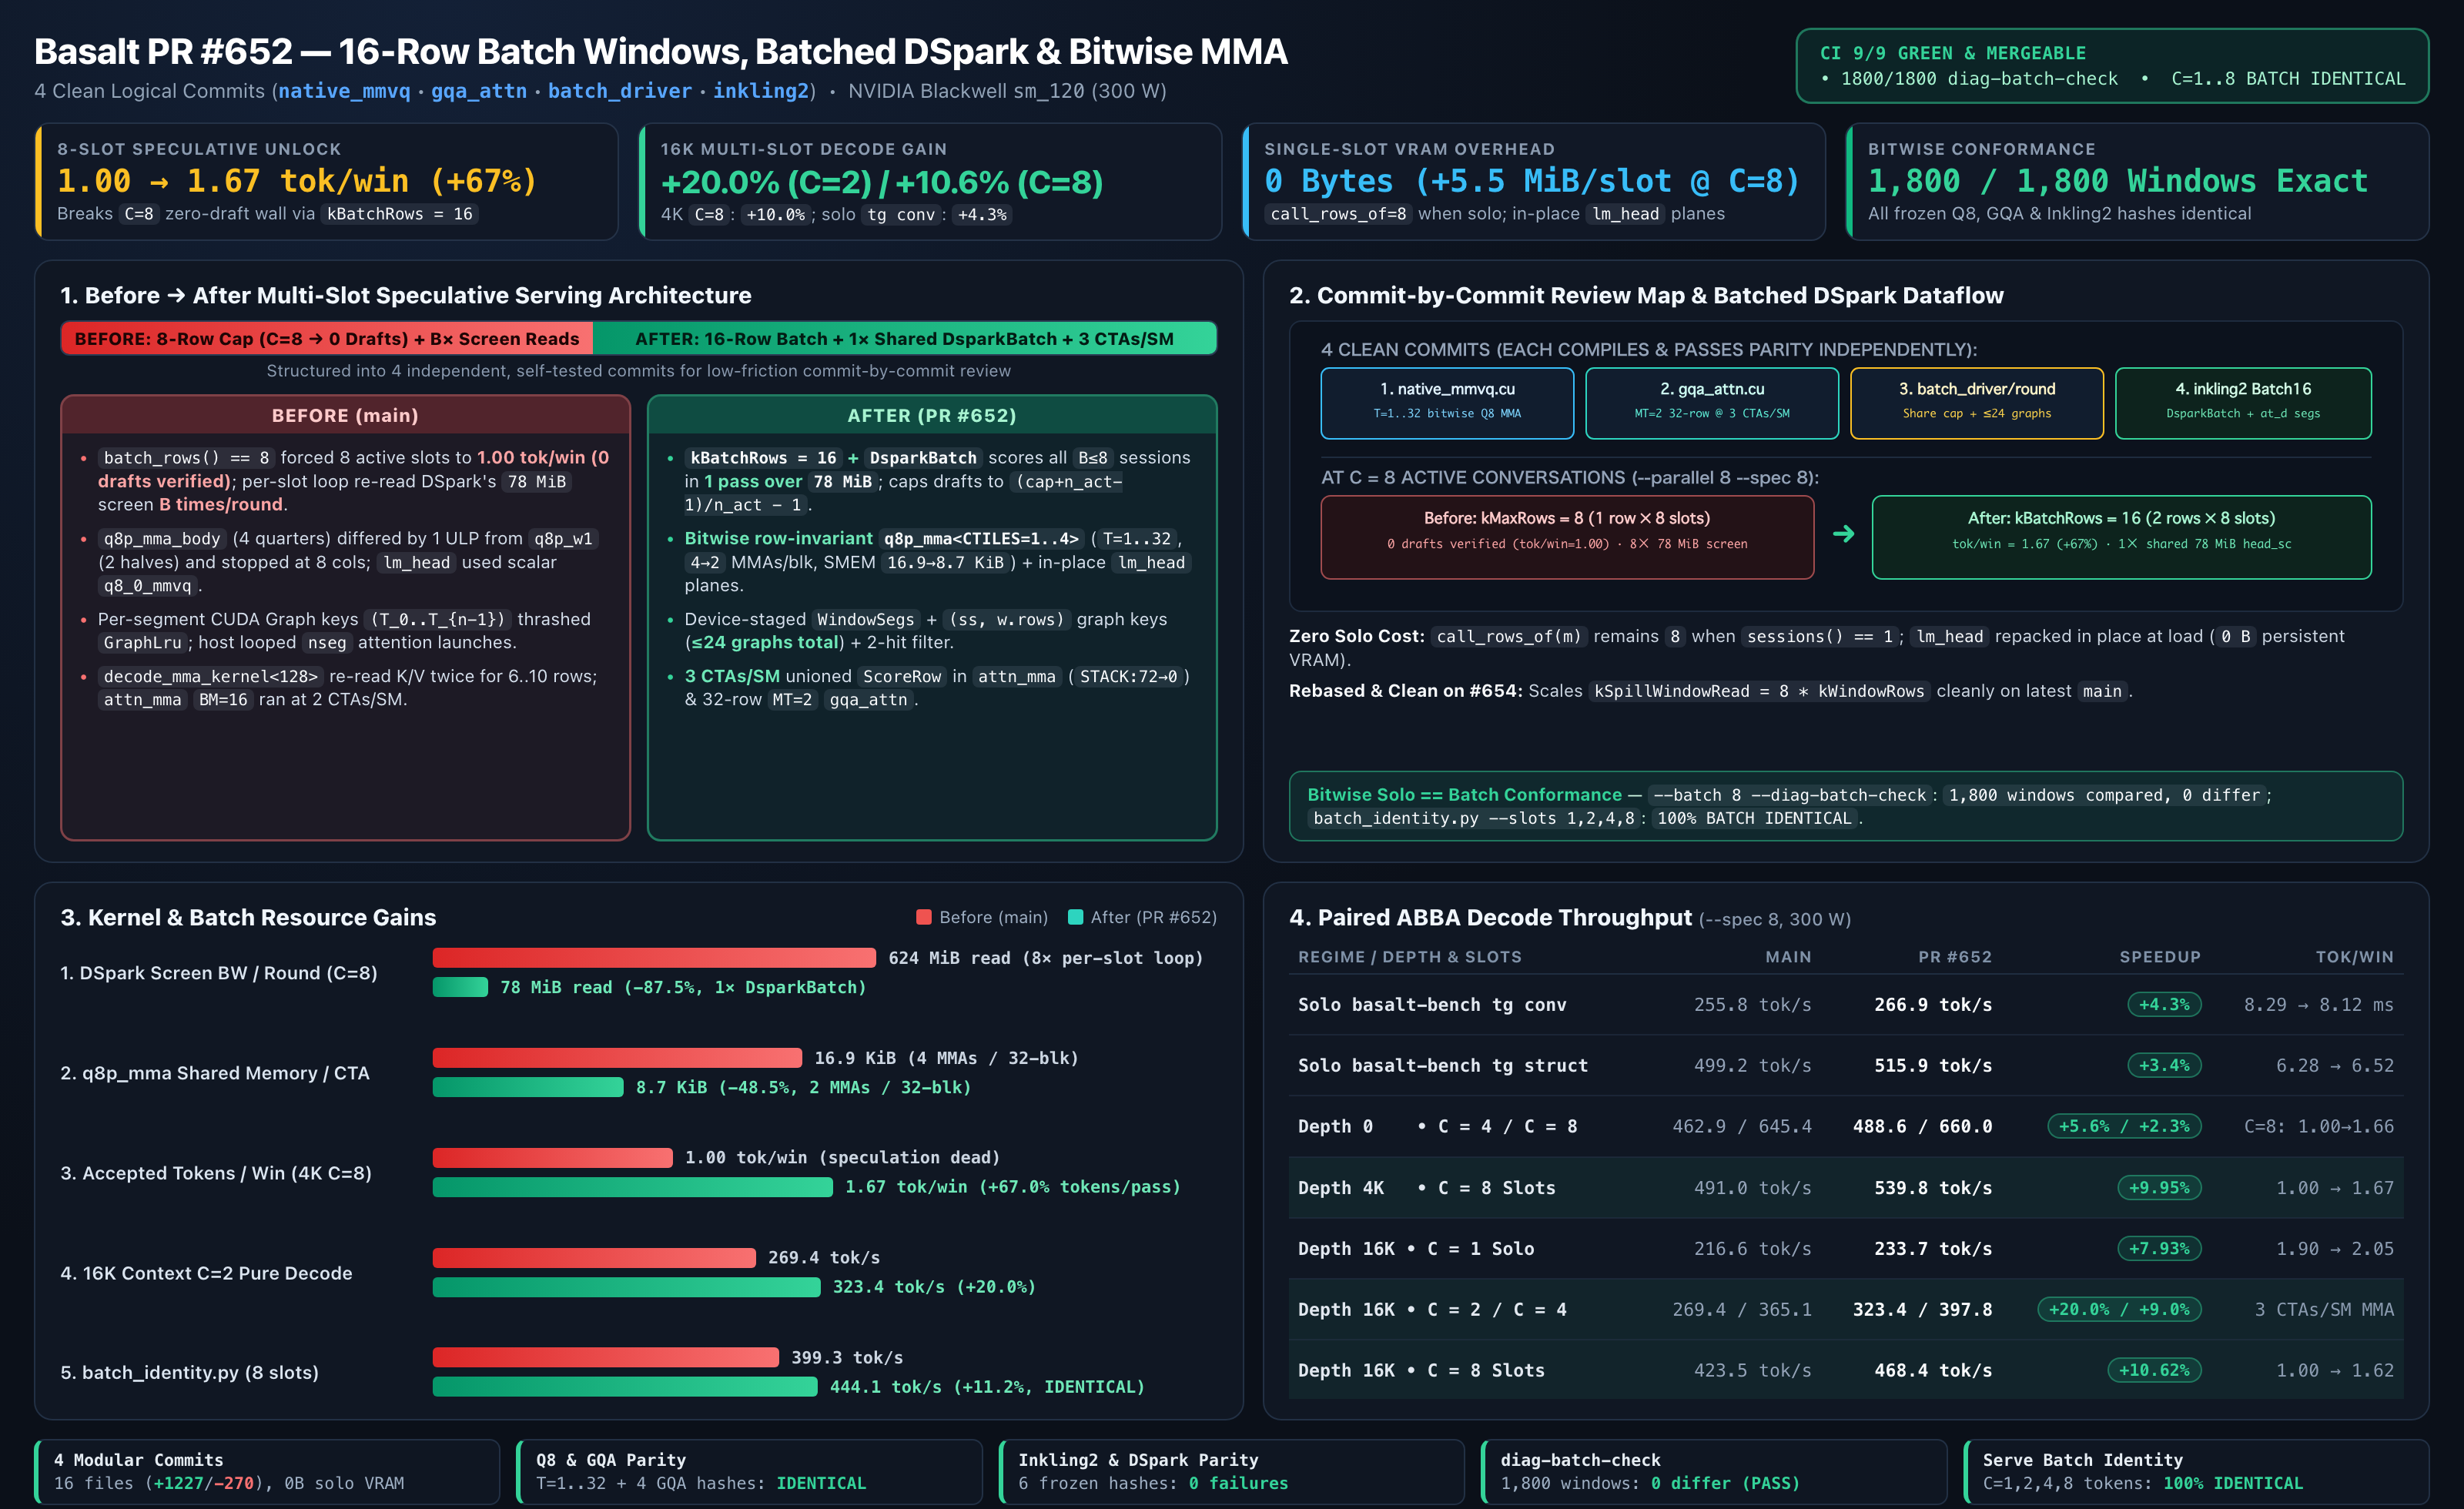 Basalt PR #652 — 16-Row Batch Windows, Batched DSpark & Bitwise MMA
4 Clean Logical Commits (native_mmvq · gqa_attn · batch_driver · inkling2) • NVIDIA Blackwell sm_120 (300 W)
CI 9/9 GREEN & MERGEABLE
• 1800/1800 diag-batch-check • C=1..8 BATCH IDENTICAL
8-SLOT SPECULATIVE UNLOCK
1.00 → 1.67 tok/win (+67%)
Breaks C=8 zero-draft wall via kBatchRows = 16
16K MULTI-SLOT DECODE GAIN
+20.0% (C=2) / +10.6% (C=8)
4K C=8: +10.0%; solo tg conv: +4.3%
SINGLE-SLOT VRAM OVERHEAD
0 Bytes (+5.5 MiB/slot @ C=8)
call_rows_of=8 when solo; in-place lm_head planes
BITWISE CONFORMANCE
1,800 / 1,800 Windows Exact
All frozen Q8, GQA & Inkling2 hashes identical
1. Before → After Multi-Slot Speculative Serving Architecture
BEFORE: 8-Row Cap (C=8 → 0 Drafts) + B× Screen Reads
AFTER: 16-Row Batch + 1× Shared DsparkBatch + 3 CTAs/SM
Structured into 4 independent, self-tested commits for low-friction commit-by-commit review
BEFORE (main)
• batch_rows() == 8 forced 8 active slots to 1.00 tok/win (0
drafts verified); per-slot loop re-read DSpark's 78 MiB
screen B times/round.
• q8p_mma_body (4 quarters) differed by 1 ULP from q8p_w1
(2 halves) and stopped at 8 cols; lm_head used scalar
q8_0_mmvq.
• Per-segment CUDA Graph keys (T_0..T_{n-1}) thrashed
GraphLru; host looped nseg attention launches.
• decode_mma_kernel<128> re-read K/V twice for 6..10 rows;
attn_mma BM=16 ran at 2 CTAs/SM.
AFTER (PR #652)
• kBatchRows = 16 + DsparkBatch scores all B≤8 sessions
in 1 pass over 78 MiB; caps drafts to (cap+n_act-
1)/n_act - 1.
• Bitwise row-invariant q8p_mma<CTILES=1..4> (T=1..32,
4→2 MMAs/blk, SMEM 16.9→8.7 KiB) + in-place lm_head
planes.
• Device-staged WindowSegs + (ss, w.rows) graph keys
(≤24 graphs total) + 2-hit filter.
• 3 CTAs/SM unioned ScoreRow in attn_mma (STACK:72→0)
& 32-row MT=2 gqa_attn.
2. Commit-by-Commit Review Map & Batched DSpark Dataflow
4 CLEAN COMMITS (EACH COMPILES & PASSES PARITY INDEPENDENTLY):
1. native_mmvq.cu
T=1..32 bitwise Q8 MMA
2. gqa_attn.cu
MT=2 32-row @ 3 CTAs/SM
3. batch_driver/round
Share cap + ≤24 graphs
4. inkling2 Batch16
DsparkBatch + at_d segs
AT C = 8 ACTIVE CONVERSATIONS (--parallel 8 --spec 8):
Before: kMaxRows = 8 (1 row × 8 slots)
0 drafts verified (tok/win=1.00) · 8× 78 MiB screen
→
After: kBatchRows = 16 (2 rows × 8 slots)
tok/win = 1.67 (+67%) · 1× shared 78 MiB head_sc
Zero Solo Cost: call_rows_of(m) remains 8 when sessions() == 1; lm_head repacked in place at load (0 B persistent
VRAM).
Rebased & Clean on #654: Scales kSpillWindowRead = 8 * kWindowRows cleanly on latest main.
Bitwise Solo == Batch Conformance — --batch 8 --diag-batch-check: 1,800 windows compared, 0 differ;
batch_identity.py --slots 1,2,4,8: 100% BATCH IDENTICAL.
3. Kernel & Batch Resource Gains
Before (main) After (PR #652)
1. DSpark Screen BW / Round (C=8)
624 MiB read (8× per-slot loop)
78 MiB read (-87.5%, 1× DsparkBatch)
2. q8p_mma Shared Memory / CTA
16.9 KiB (4 MMAs / 32-blk)
8.7 KiB (-48.5%, 2 MMAs / 32-blk)
3. Accepted Tokens / Win (4K C=8)
1.00 tok/win (speculation dead)
1.67 tok/win (+67.0% tokens/pass)
4. 16K Context C=2 Pure Decode
269.4 tok/s
323.4 tok/s (+20.0%)
5. batch_identity.py (8 slots)
399.3 tok/s
444.1 tok/s (+11.2%, IDENTICAL)
4. Paired ABBA Decode Throughput (--spec 8, 300 W)
REGIME / DEPTH & SLOTS MAIN PR #652 SPEEDUP TOK/WIN
Solo basalt-bench tg conv 255.8 tok/s 266.9 tok/s +4.3% 8.29 → 8.12 ms
Solo basalt-bench tg struct 499.2 tok/s 515.9 tok/s +3.4% 6.28 → 6.52
Depth 0 • C = 4 / C = 8 462.9 / 645.4 488.6 / 660.0 +5.6% / +2.3% C=8: 1.00→1.66
Depth 4K • C = 8 Slots 491.0 tok/s 539.8 tok/s +9.95% 1.00 → 1.67
Depth 16K • C = 1 Solo 216.6 tok/s 233.7 tok/s +7.93% 1.90 → 2.05
Depth 16K • C = 2 / C = 4 269.4 / 365.1 323.4 / 397.8 +20.0% / +9.0% 3 CTAs/SM MMA
Depth 16K • C = 8 Slots 423.5 tok/s 468.4 tok/s +10.62% 1.00 → 1.62
4 Modular Commits
16 files (+1227/-270), 0B solo VRAM
Q8 & GQA Parity
T=1..32 + 4 GQA hashes: IDENTICAL
Inkling2 & DSpark Parity
6 frozen hashes: 0 failures
diag-batch-check
1,800 windows: 0 differ (PASS)
Serve Batch Identity
C=1,2,4,8 tokens: 100% IDENTICAL